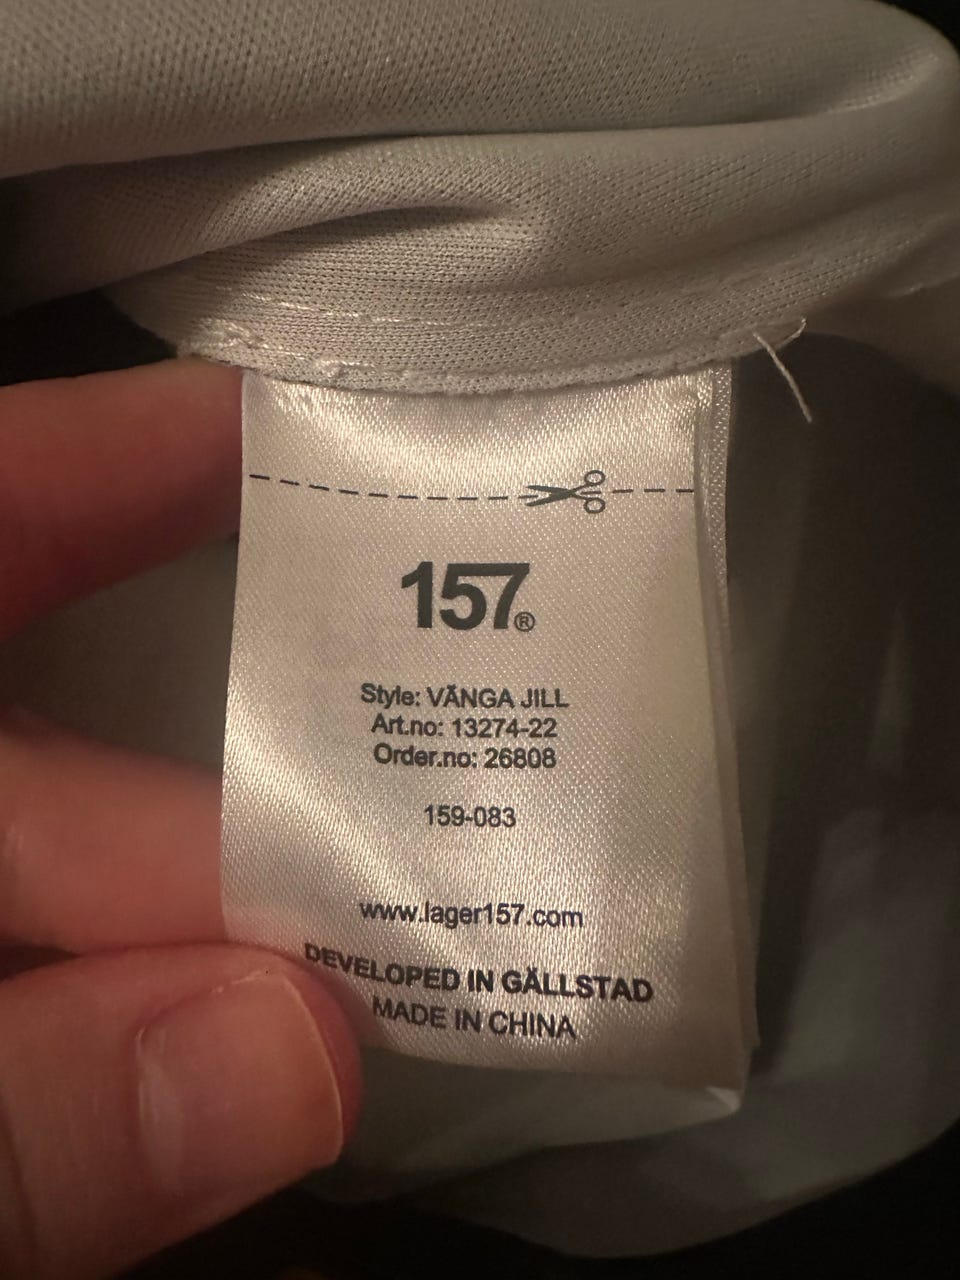 157®
Style: VÄNGA JILL
Art.no: 13274-22
Order.no: 26808
159-083
www.lager157.com
DEVELOPED IN GÄLLSTAD
MADE IN CHINA